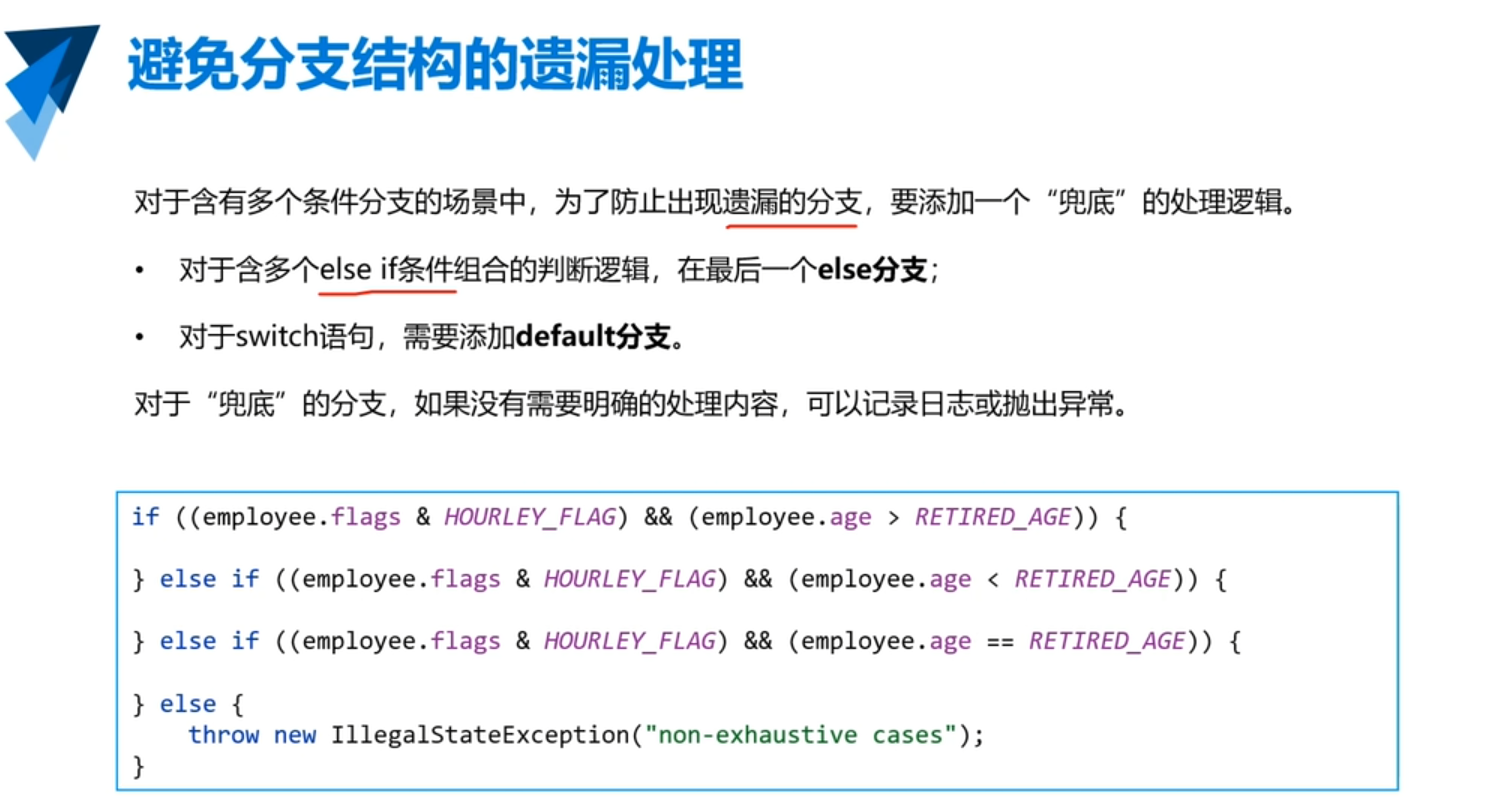 避免分支结构的遗漏处理
对于含有多个条件分支的场景中，为了防止出现遗漏的分支，要添加一个“兜底”的处理逻辑。
• 对于含多个else if条件组合的判断逻辑，在最后一个else分支；
• 对于switch语句，需要添加default分支。
对于“兜底”的分支，如果没有需要明确的处理内容，可以记录日志或抛出异常。
if ((employee.flags & HOURLEY_FLAG) && (employee.age > RETIRED_AGE)) {
} else if ((employee.flags & HOURLEY_FLAG) && (employee.age < RETIRED_AGE)) {
} else if ((employee.flags & HOURLEY_FLAG) && (employee.age == RETIRED_AGE)) {
} else {
throw new IllegalStateException("non-exhaustive cases");
}